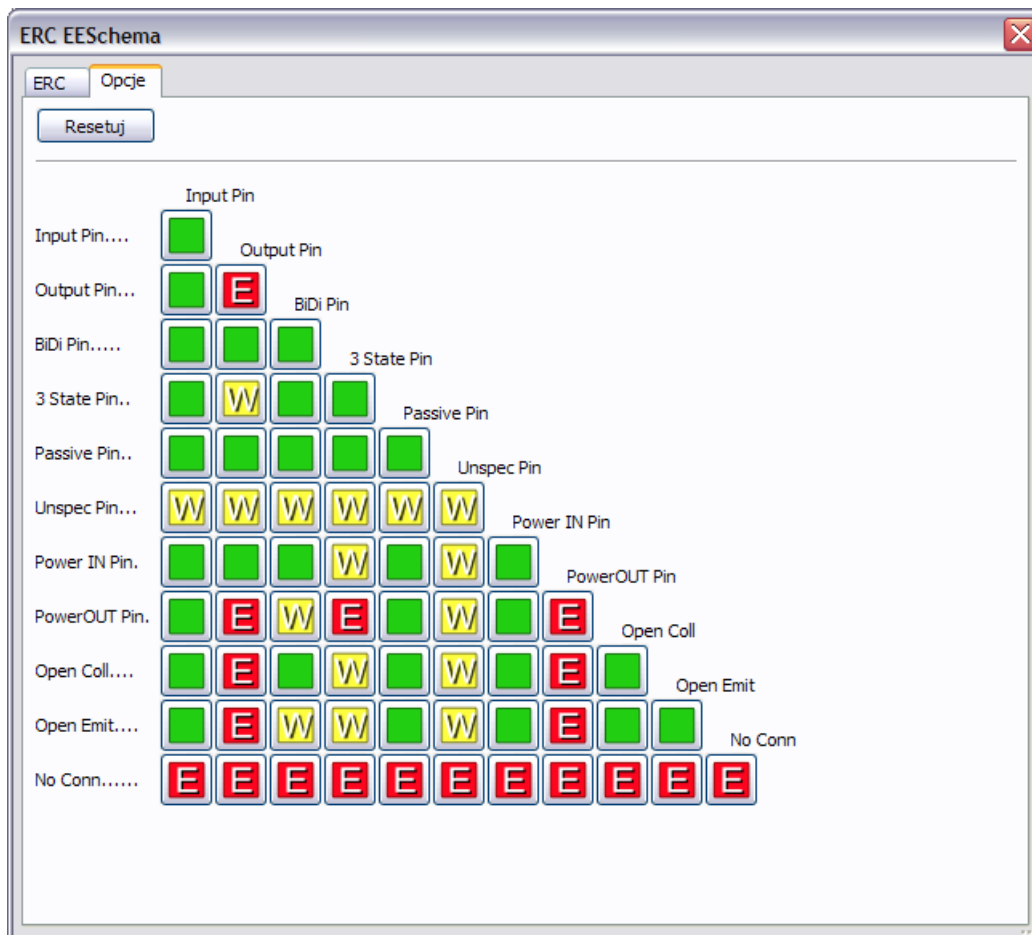 ERC EESchema
ERC Opcje
Resetuj
Input Pin
Input Pin....
Output Pin
Output Pin... E
BiDi Pin
BiDi Pin.....
3 State Pin
3 State Pin.. W
Passive Pin
Passive Pin..
Unspec Pin
Unspec Pin... W W W W W W
Power IN Pin
Power IN Pin. W W
PowerOUT Pin
PowerOUT Pin. E W E W E
Open Coll
Open Coll.... E W W E
Open Emit
Open Emit.... E W W W E
No Conn
No Conn...... E E E E E E E E E E E